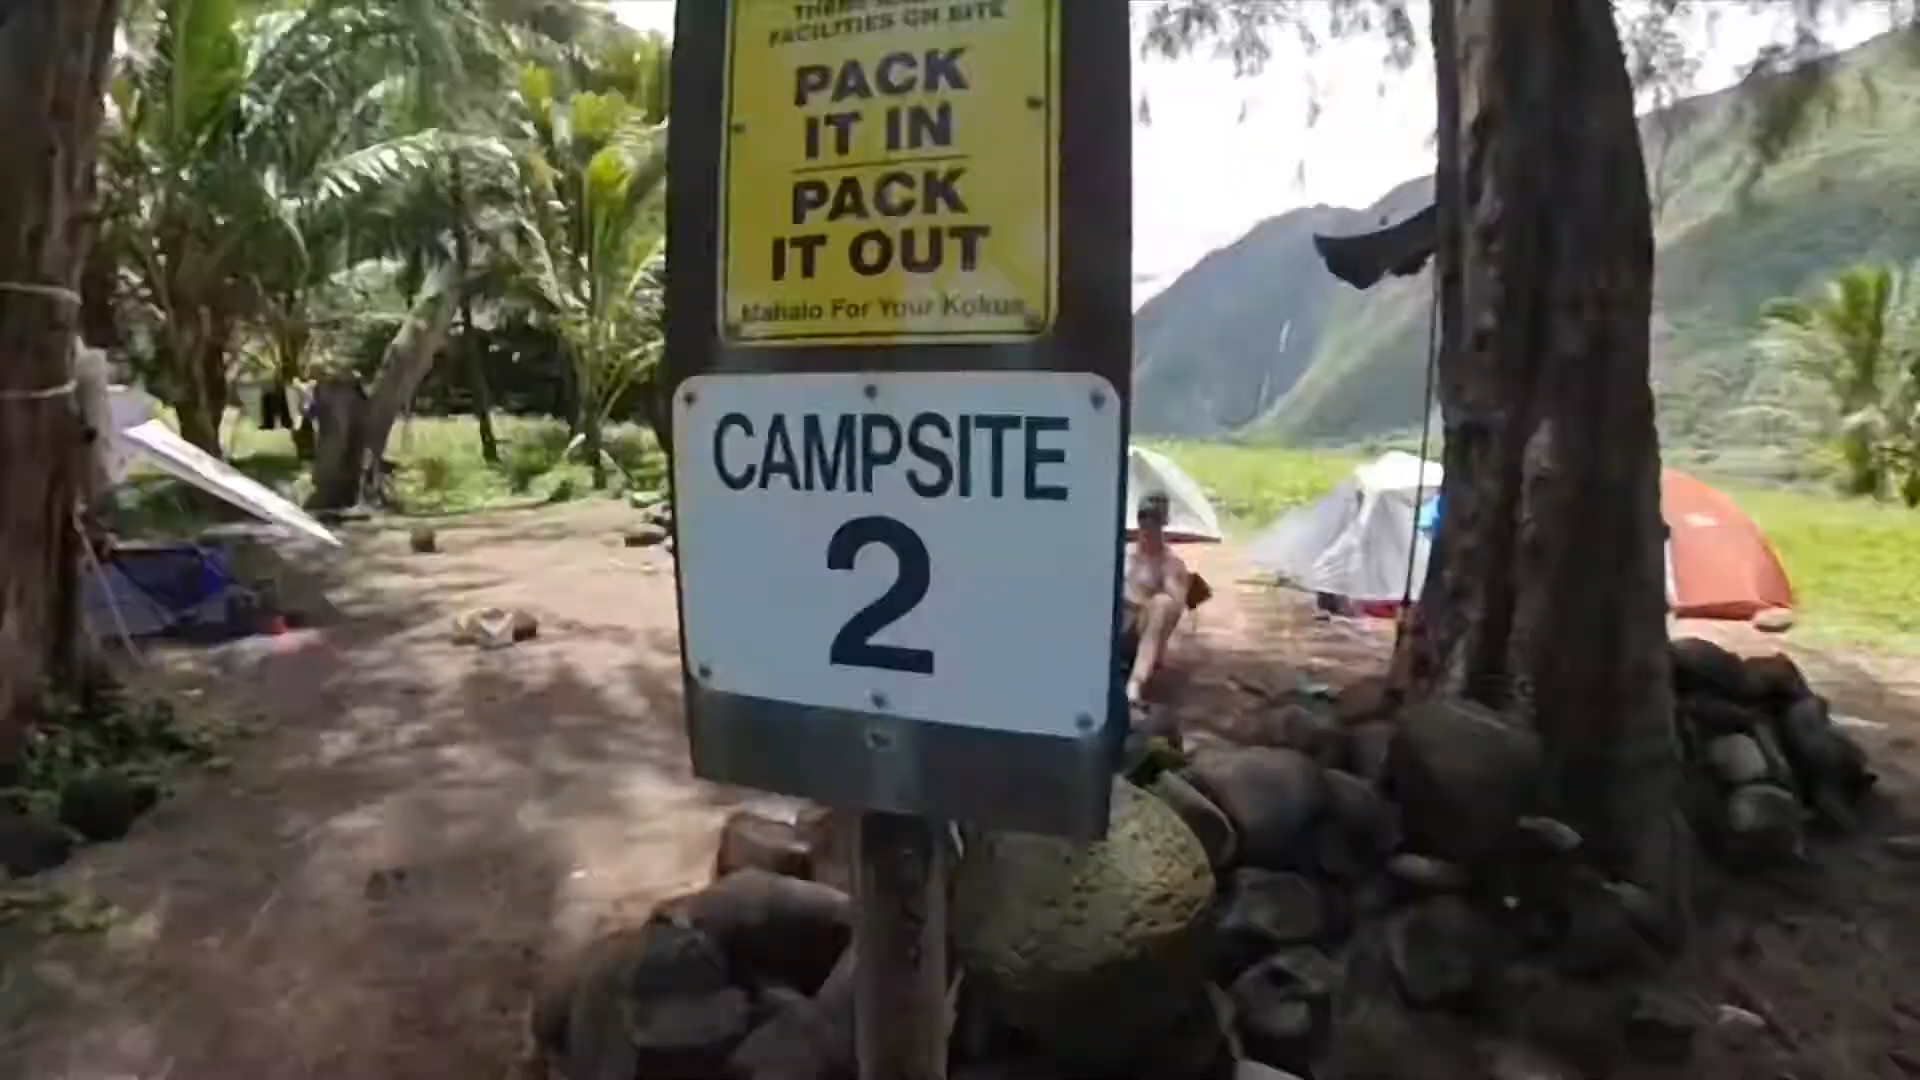 FACILITIES ON SITE
PACK
IT IN
PACK
IT OUT
Mahalo For Your Kokua
CAMPSITE
2